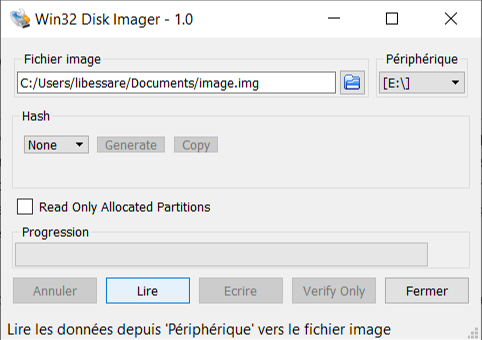 Win32 Disk Imager - 1.0
Fichier image
Périphérique
C:/Users/libessare/Documents/image.img
[E:\]
Hash
None
Generate
Copy
Read Only Allocated Partitions
Progression
Annuler
Lire
Ecrire
Verify Only
Fermer
Lire les données depuis 'Périphérique' vers le fichier image